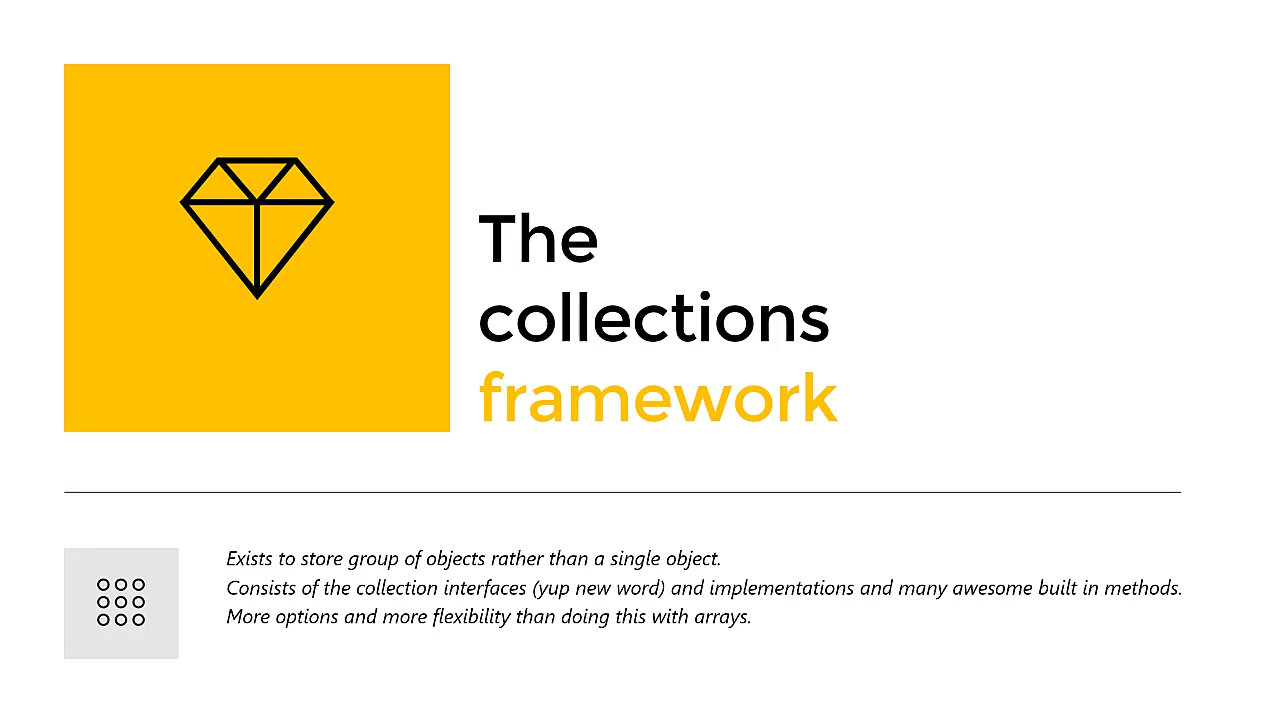 The
collections
framework
Exists to store group of objects rather than a single object.
Consists of the collection interfaces (yup new word) and implementations and many awesome built in methods.
More options and more flexibility than doing this with arrays.